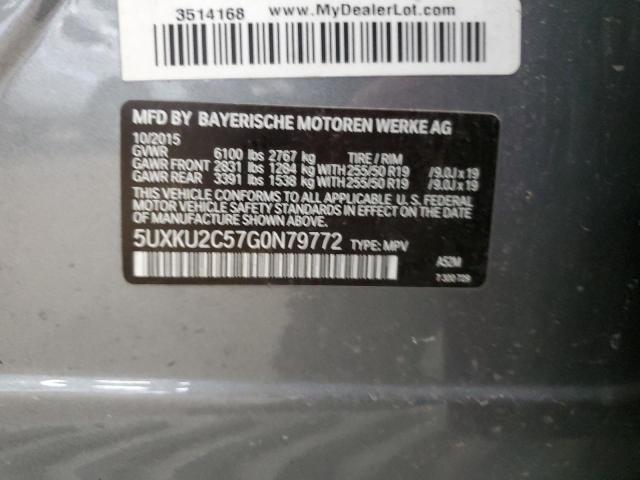 3514168 www.MyDealerLot.com
MFD BY BAYERISCHE MOTOREN WERKE AG
10/2015
GVWR 6100 lbs 2767 kg TIRE / RIM
GAWR FRONT 2831 lbs 1284 kg WITH 255/50 R19 /9.0J x 19
GAWR REAR 3391 lbs 1538 kg WITH 255/50 R19 /9.0J x 19
THIS VEHICLE CONFORMS TO ALL APPLICABLE U. S. FEDERAL
MOTOR VEHICLE SAFETY STANDARDS IN EFFECT ON THE
DATE OF MANUFACTURE SHOWN ABOVE.
5UXKU2C57G0N79772 TYPE: MPV
A52M